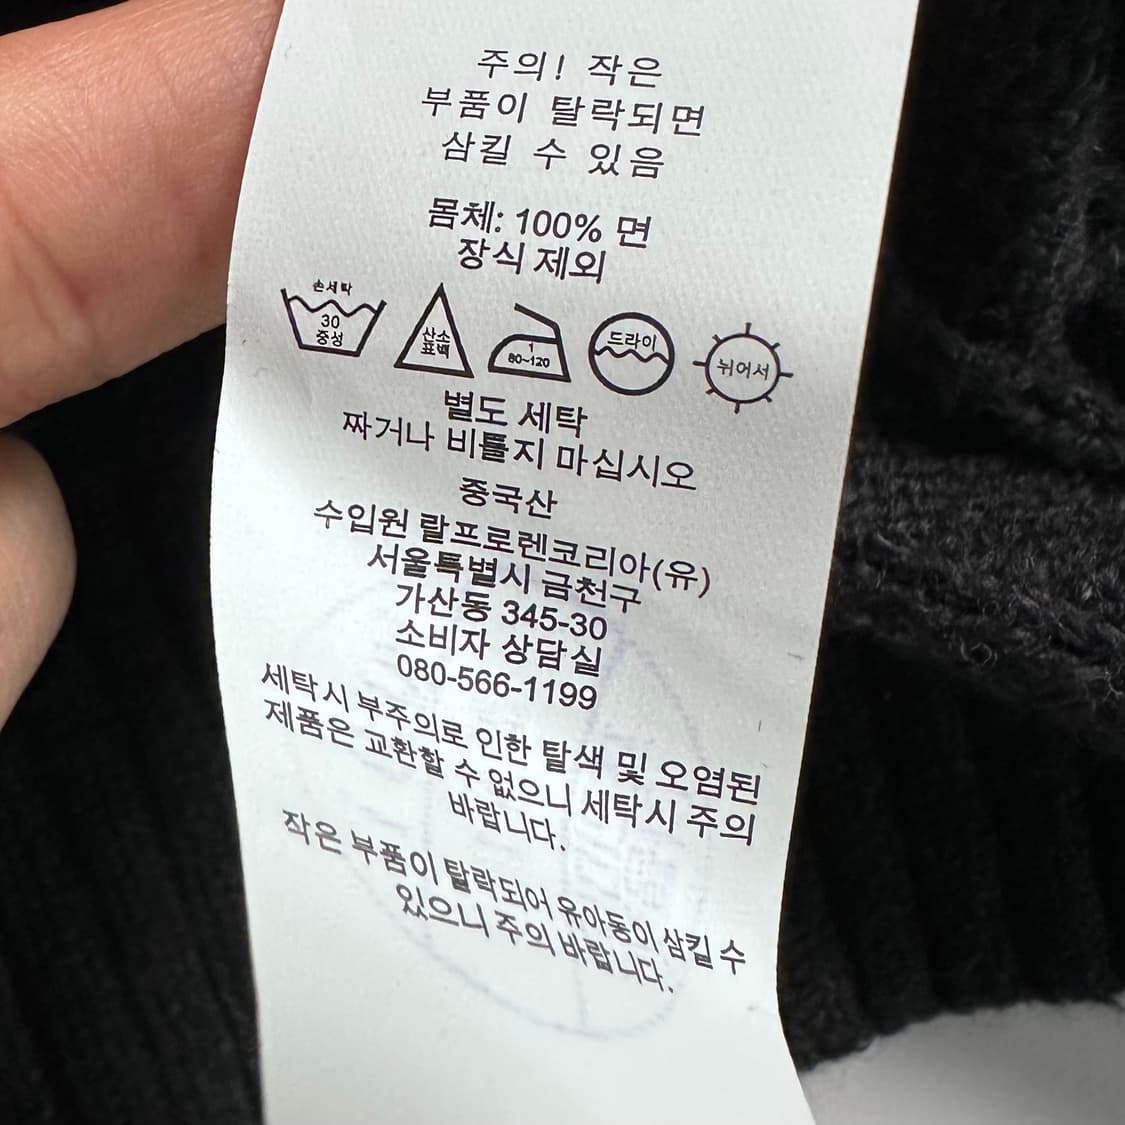 주의! 작은
부품이 탈락되면
삼킬 수 있음
몸체: 100% 면
장식 제외
손세탁
30
중성
산소
표백
1
80~120
드라이
뉘어서
별도 세탁
짜거나 비틀지 마십시오
중국산
수입원 랄프로렌코리아(유)
서울특별시 금천구
가산동 345-30
소비자 상담실
080-566-1199
세탁시 부주의로 인한 탈색 및 오염된
제품은 교환할 수 없으니 세탁시 주의
바랍니다.
작은 부품이 탈락되어 유아동이 삼킬 수
있으니 주의 바랍니다.